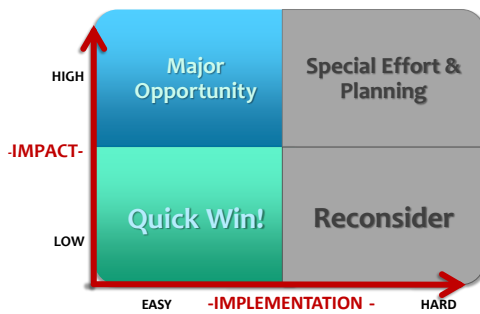 HIGH
Major
Opportunity
Special Effort &
Planning
-IMPACT-
LOW
Quick Win!
Reconsider
EASY
-IMPLEMENTATION -
HARD